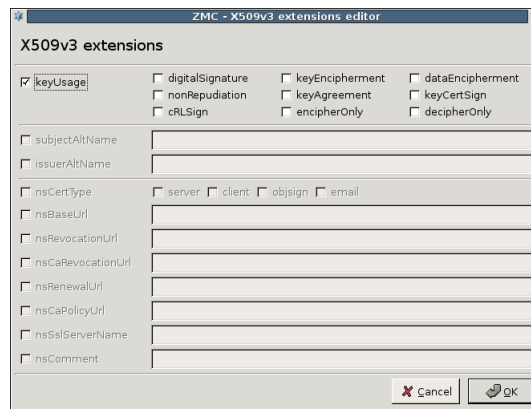 ZMC - X509v3 extensions editor
X509v3 extensions
keyUsage
digitalSignature keyEncipherment dataEncipherment
nonRepudiation keyAgreement keyCertSign
cRLSign encipherOnly decipherOnly
subjectAltName
issuerAltName
nsCertType server client objsign email
nsBaseUrl
nsRevocationUrl
nsCaRevocationUrl
nsRenewalUrl
nsCaPolicyUrl
nsSslServerName
nsComment
Cancel OK